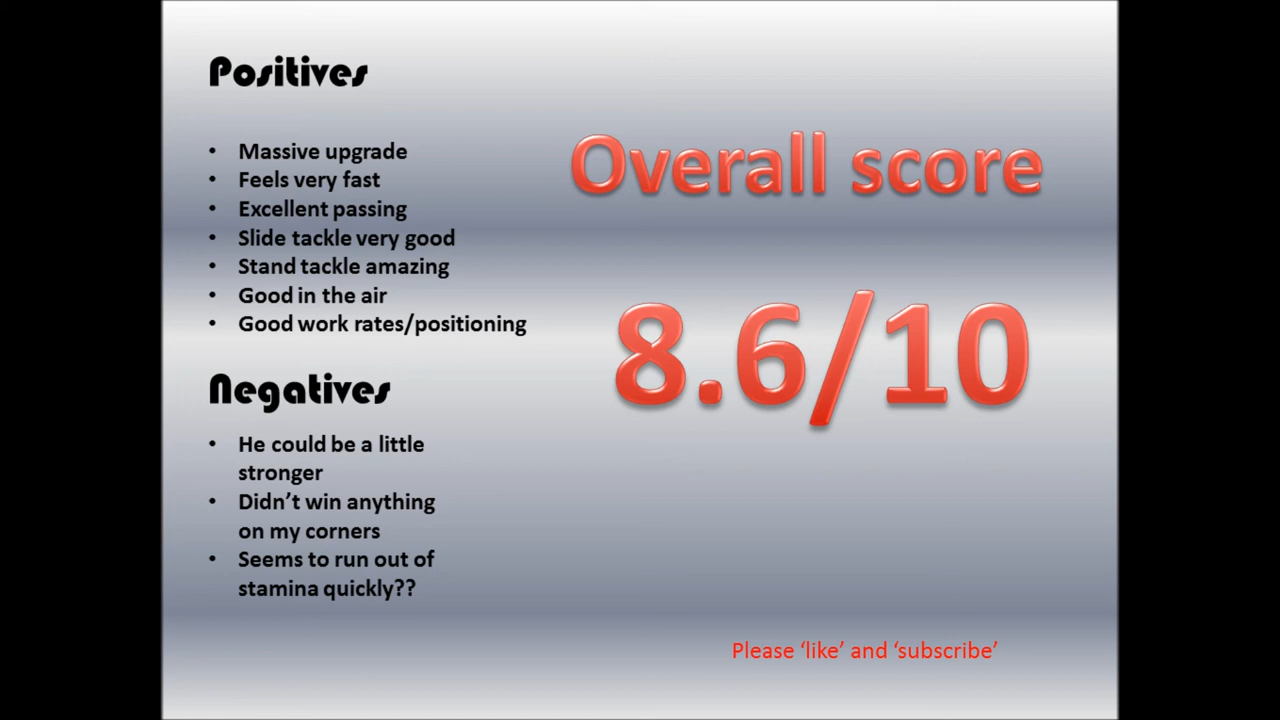 Positives
• Massive upgrade
• Feels very fast
• Excellent passing
• Slide tackle very good
• Stand tackle amazing
• Good in the air
• Good work rates/positioning
Negatives
• He could be a little
stronger
• Didn’t win anything
on my corners
• Seems to run out of
stamina quickly??
Overall score
8.6/10
Please ‘like’ and ‘subscribe’